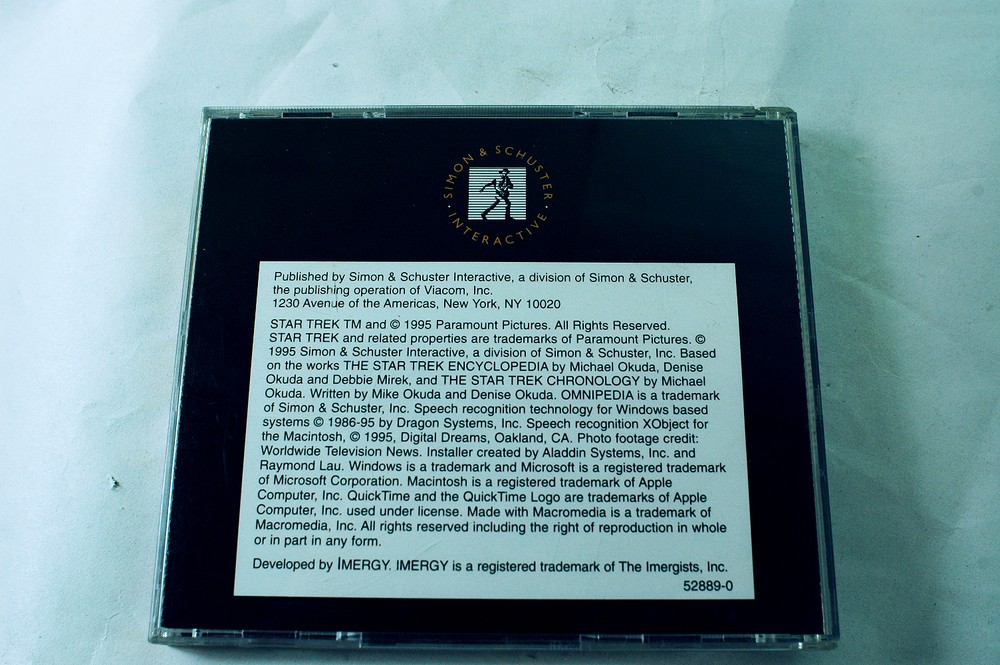 SIMON & SCHUSTER
· INTERACTIVE ·
Published by Simon & Schuster Interactive, a division of Simon & Schuster,
the publishing operation of Viacom, Inc.
1230 Avenue of the Americas, New York, NY 10020
STAR TREK TM and © 1995 Paramount Pictures. All Rights Reserved.
STAR TREK and related properties are trademarks of Paramount Pictures. ©
1995 Simon & Schuster Interactive, a division of Simon & Schuster, Inc. Based
on the works THE STAR TREK ENCYCLOPEDIA by Michael Okuda, Denise
Okuda and Debbie Mirek, and THE STAR TREK CHRONOLOGY by Michael
Okuda. Written by Mike Okuda and Denise Okuda. OMNIPEDIA is a trademark
of Simon & Schuster, Inc. Speech recognition technology for Windows based
systems © 1986-95 by Dragon Systems, Inc. Speech recognition XObject for
the Macintosh, © 1995, Digital Dreams, Oakland, CA. Photo footage credit:
Worldwide Television News. Installer created by Aladdin Systems, Inc. and
Raymond Lau. Windows is a trademark and Microsoft is a registered trademark
of Microsoft Corporation. Macintosh is a registered trademark of Apple
Computer, Inc. QuickTime and the QuickTime Logo are trademarks of Apple
Computer, Inc. used under license. Made with Macromedia is a trademark of
Macromedia, Inc. All rights reserved including the right of reproduction in whole
or in part in any form.
Developed by IMERGY. IMERGY is a registered trademark of The Imergists, Inc.
52889-0